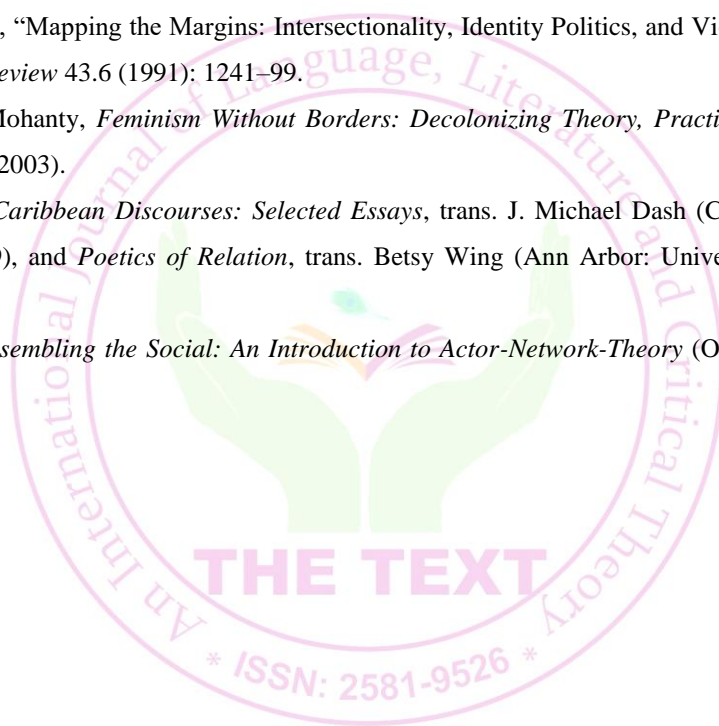 , “Mapping the Margins: Intersectionality, Identity Politics, and Vi
eview 43.6 (1991): 1241–99.
Mohanty, Feminism Without Borders: Decolonizing Theory, Practi
2003).
Caribbean Discourses: Selected Essays, trans. J. Michael Dash (C
), and Poetics of Relation, trans. Betsy Wing (Ann Arbor: Unive
sembling the Social: An Introduction to Actor-Network-Theory (O
An International Journal of Language, Literature and Critical Theory
THE TEXT
* ISSN: 2581-9526 *